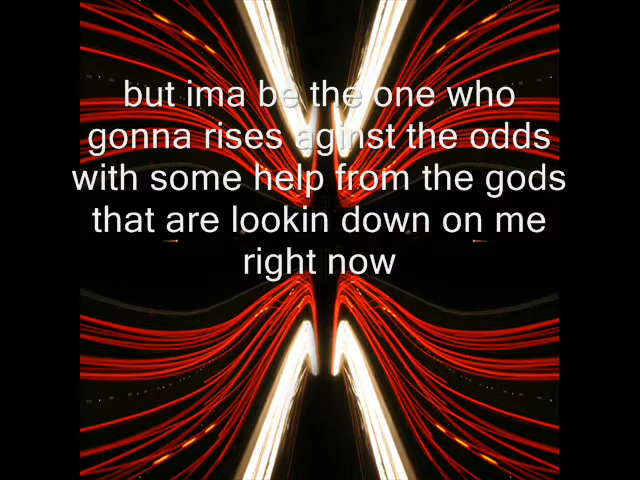 but ima be the one who
gonna rises aginst the odds
with some help from the gods
that are lookin down on me
right now